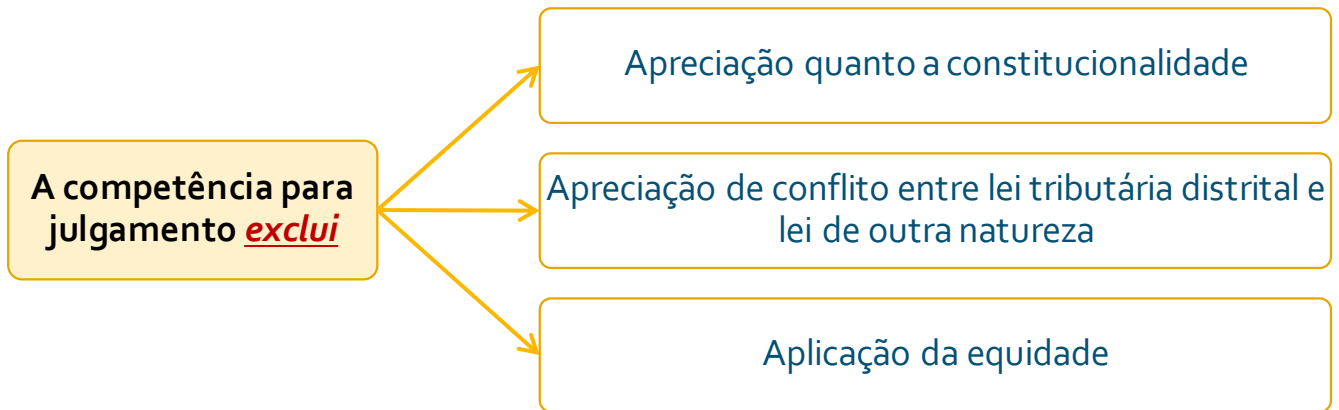 A competência para
julgamento exclui
Apreciação quanto a constitucionalidade
Apreciação de conflito entre lei tributária distrital e
lei de outra natureza
Aplicação da equidade